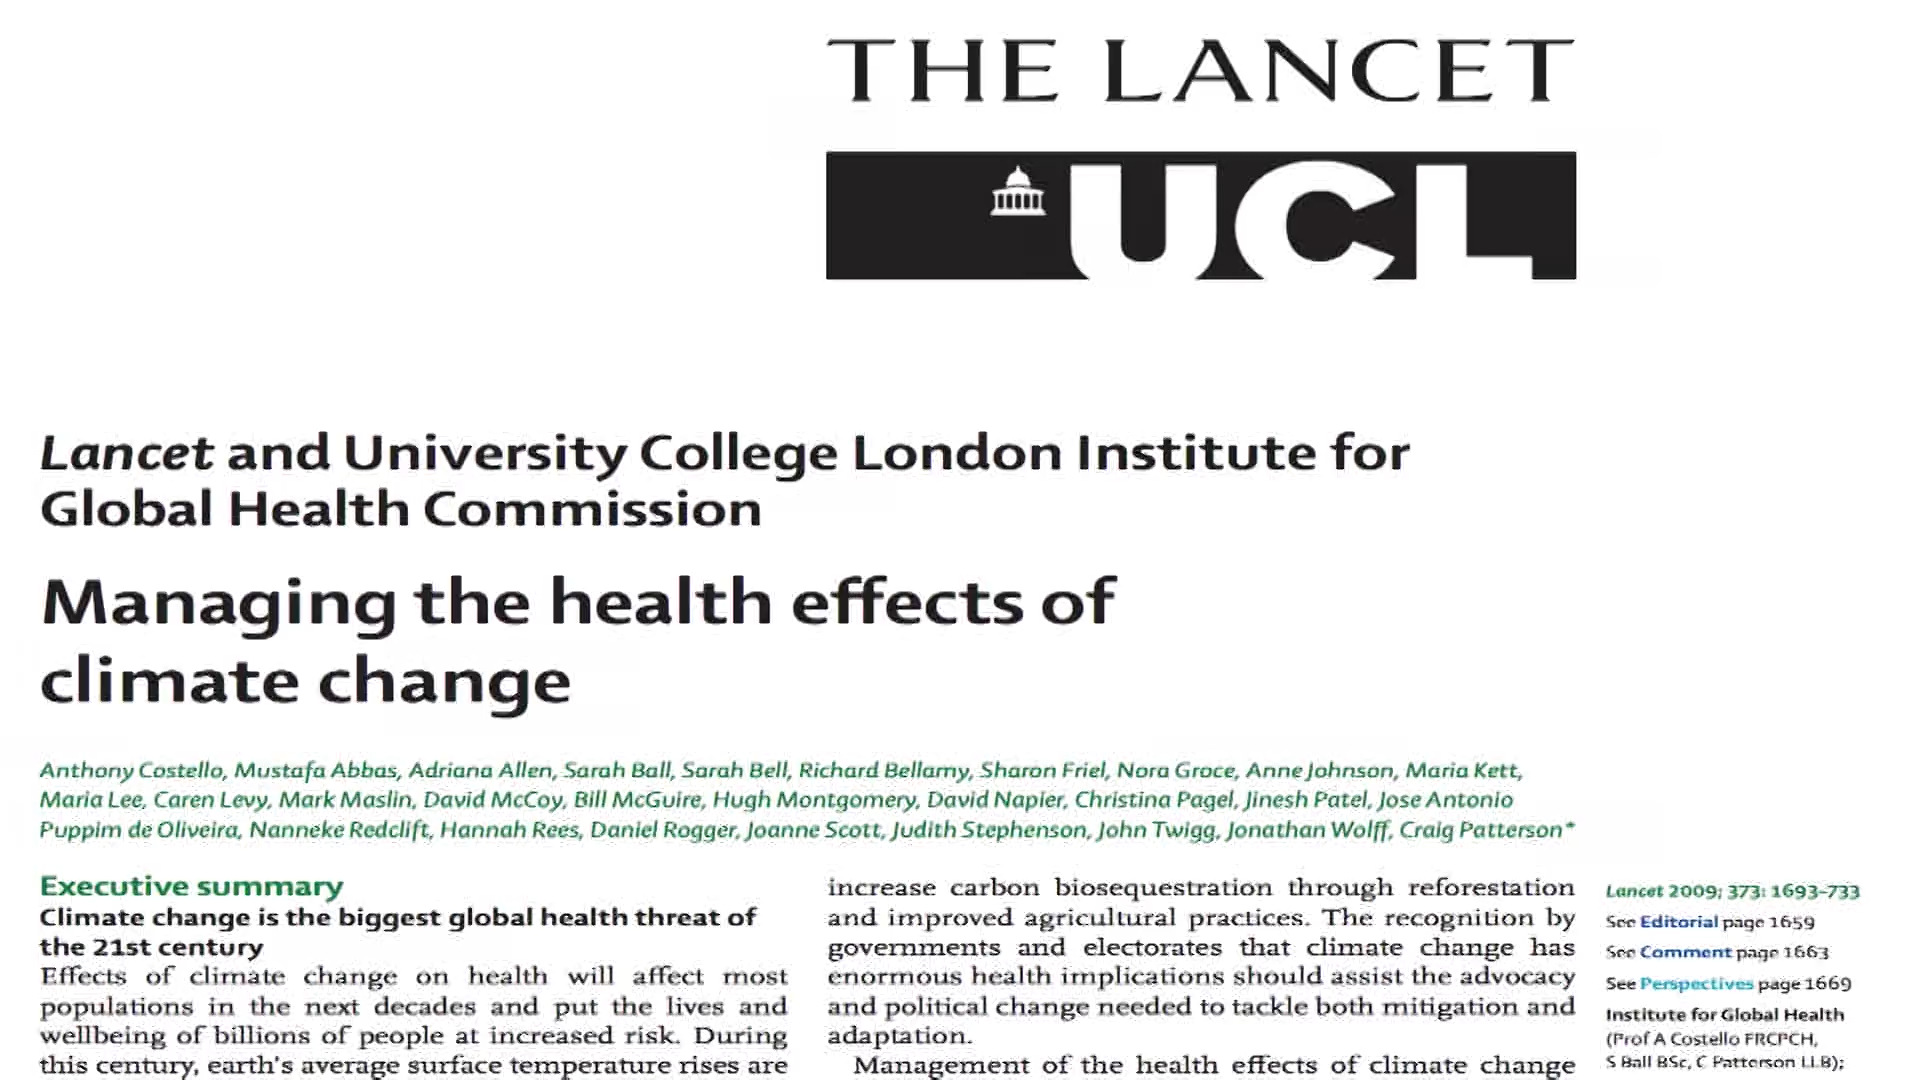 THE LANCET
UCL
Lancet and University College London Institute for
Global Health Commission
Managing the health effects of
climate change
Anthony Costello, Mustafa Abbas, Adriana Allen, Sarah Ball, Sarah Bell, Richard Bellamy, Sharon Friel, Nora Groce, Anne Johnson, Maria Kett,
Maria Lee, Caren Levy, Mark Maslin, David McCoy, Bill McGuire, Hugh Montgomery, David Napier, Christina Pagel, Jinesh Patel, Jose Antonio
Puppim de Oliveira, Nanneke Redclift, Hannah Rees, Daniel Rogger, Joanne Scott, Judith Stephenson, John Twigg, Jonathan Wolff, Craig Patterson*
Executive summary
Climate change is the biggest global health threat of
the 21st century
Effects of climate change on health will affect most
populations in the next decades and put the lives and
wellbeing of billions of people at increased risk. During
this century, earth's average surface temperature rises are
increase carbon biosequestration through reforestation
and improved agricultural practices. The recognition by
governments and electorates that climate change has
enormous health implications should assist the advocacy
and political change needed to tackle both mitigation and
adaptation.
Management of the health effects of climate change
Lancet 2009; 373: 1693–733
See Editorial page 1659
See Comment page 1663
See Perspectives page 1669
Institute for Global Health
(Prof A Costello FRCPCH,
S Ball BSc, C Patterson LLB);